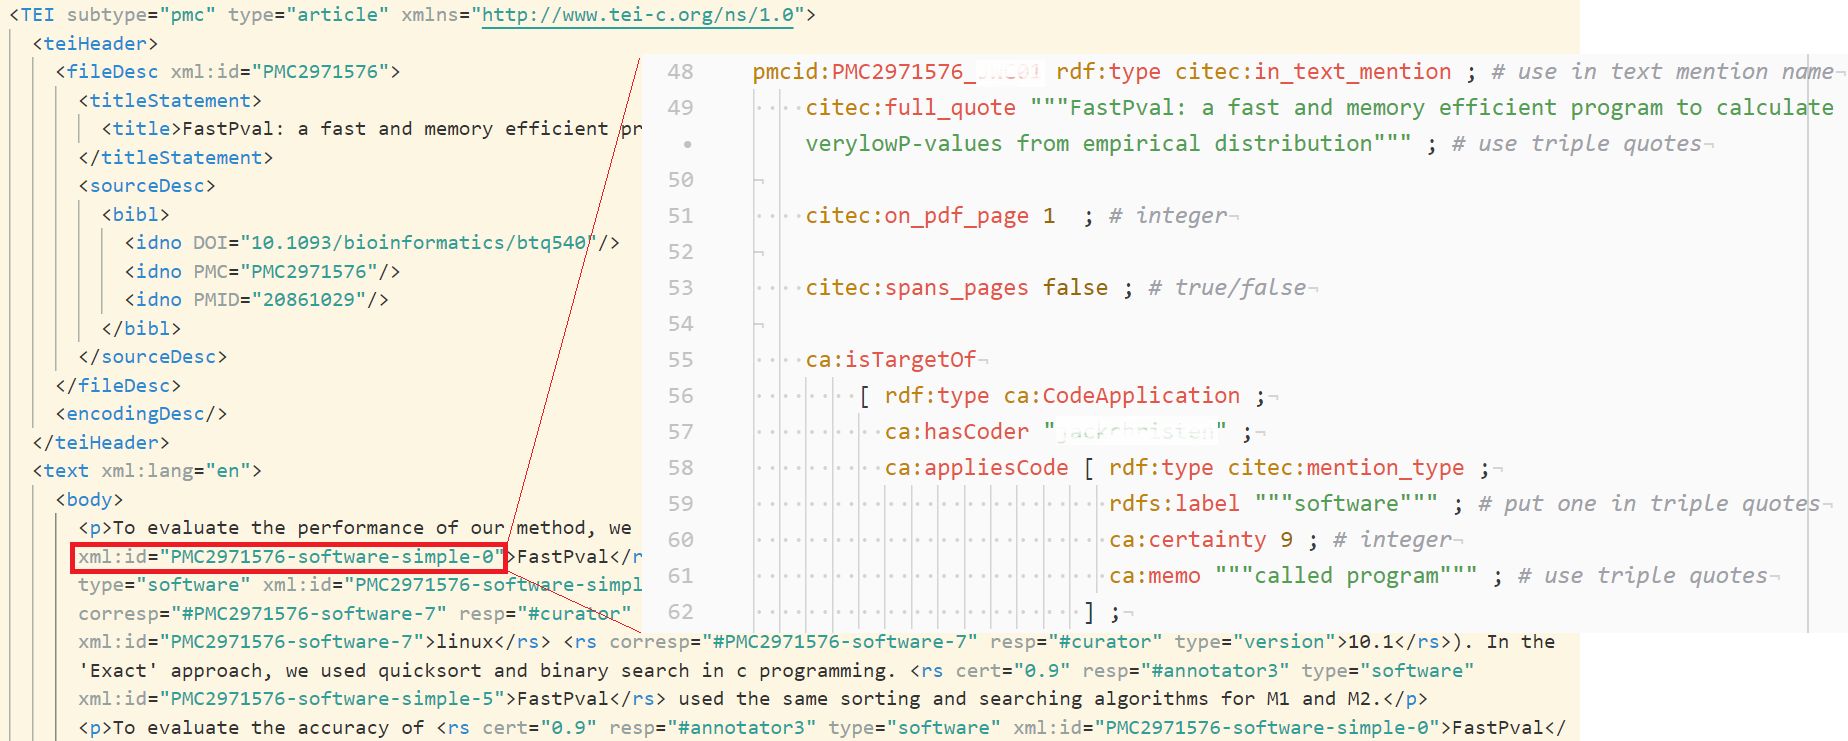 <TEI subtype="pmc" type="article" xmlns="http://www.tei-c.org/ns/1.0">
<teiHeader>
<fileDesc xml:id="PMC2971576">
<titleStatement>
<title>FastPval: a fast and memory efficient pr
</titleStatement>
<sourceDesc>
<bibl>
<idno DOI="10.1093/bioinformatics/btq540"/>
<idno PMC="PMC2971576"/>
<idno PMID="20861029"/>
</bibl>
</sourceDesc>
</fileDesc>
<encodingDesc/>
</teiHeader>
<text xml:lang="en">
<body>
<p>To evaluate the performance of our method, we
xml:id="PMC2971576-software-simple-0">FastPval</r
type="software" xml:id="PMC2971576-software-simpl
corresp="#PMC2971576-software-7" resp="#curator"
xml:id="PMC2971576-software-7">linux</rs> <rs corresp="#PMC2971576-software-7" resp="#curator" type="version">10.1</rs>). In the
'Exact' approach, we used quicksort and binary search in c programming. <rs cert="0.9" resp="#annotator3" type="software"
xml:id="PMC2971576-software-simple-5">FastPval</rs> used the same sorting and searching algorithms for M1 and M2.</p>
<p>To evaluate the accuracy of <rs cert="0.9" resp="#annotator3" type="software" xml:id="PMC2971576-software-simple-0">FastPval</
48 pmcid:PMC2971576_ rdf:type citec:in_text_mention ; # use in text mention name¬
49 citec:full_quote """FastPval: a fast and memory efficient program to calculate
• verylowP-values from empirical distribution""" ; # use triple quotes¬
50 ¬
51 citec:on_pdf_page 1 ; # integer¬
52 ¬
53 citec:spans_pages false ; # true/false¬
54 ¬
55 ca:isTargetOf¬
56 [ rdf:type ca:CodeApplication ;¬
57 ca:hasCoder "" ;¬
58 ca:appliesCode [ rdf:type citec:mention_type ;¬
59 rdfs:label """software""" ; # put one in triple quotes¬
60 ca:certainty 9 ; # integer¬
61 ca:memo """called program""" ; # use triple quotes¬
62 ] ;¬